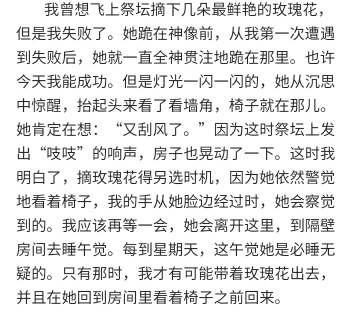 我曾想飞上祭坛摘下几朵最鲜艳的玫瑰花，
但是我失败了。她跪在神像前，从我第一次遭遇
到失败后，她就一直全神贯注地跪在那里。也许
今天我能成功。但是灯光一闪一闪的，她从沉思
中惊醒，抬起头来看了看墙角，椅子就在那儿。
她肯定在想：“又刮风了。”因为这时祭坛上发
出“吱吱”的响声，房子也晃动了一下。这时我
明白了，摘玫瑰花得另选时机，因为她依然警觉
地看着椅子，我的手从她脸边经过时，她会察觉
到的。我应该再等一会，她会离开这里，到隔壁
房间去睡午觉。每到星期天，这午觉她是必睡无
疑的。只有那时，我才有可能带着玫瑰花出去，
并且在她回到房间里看着椅子之前回来。